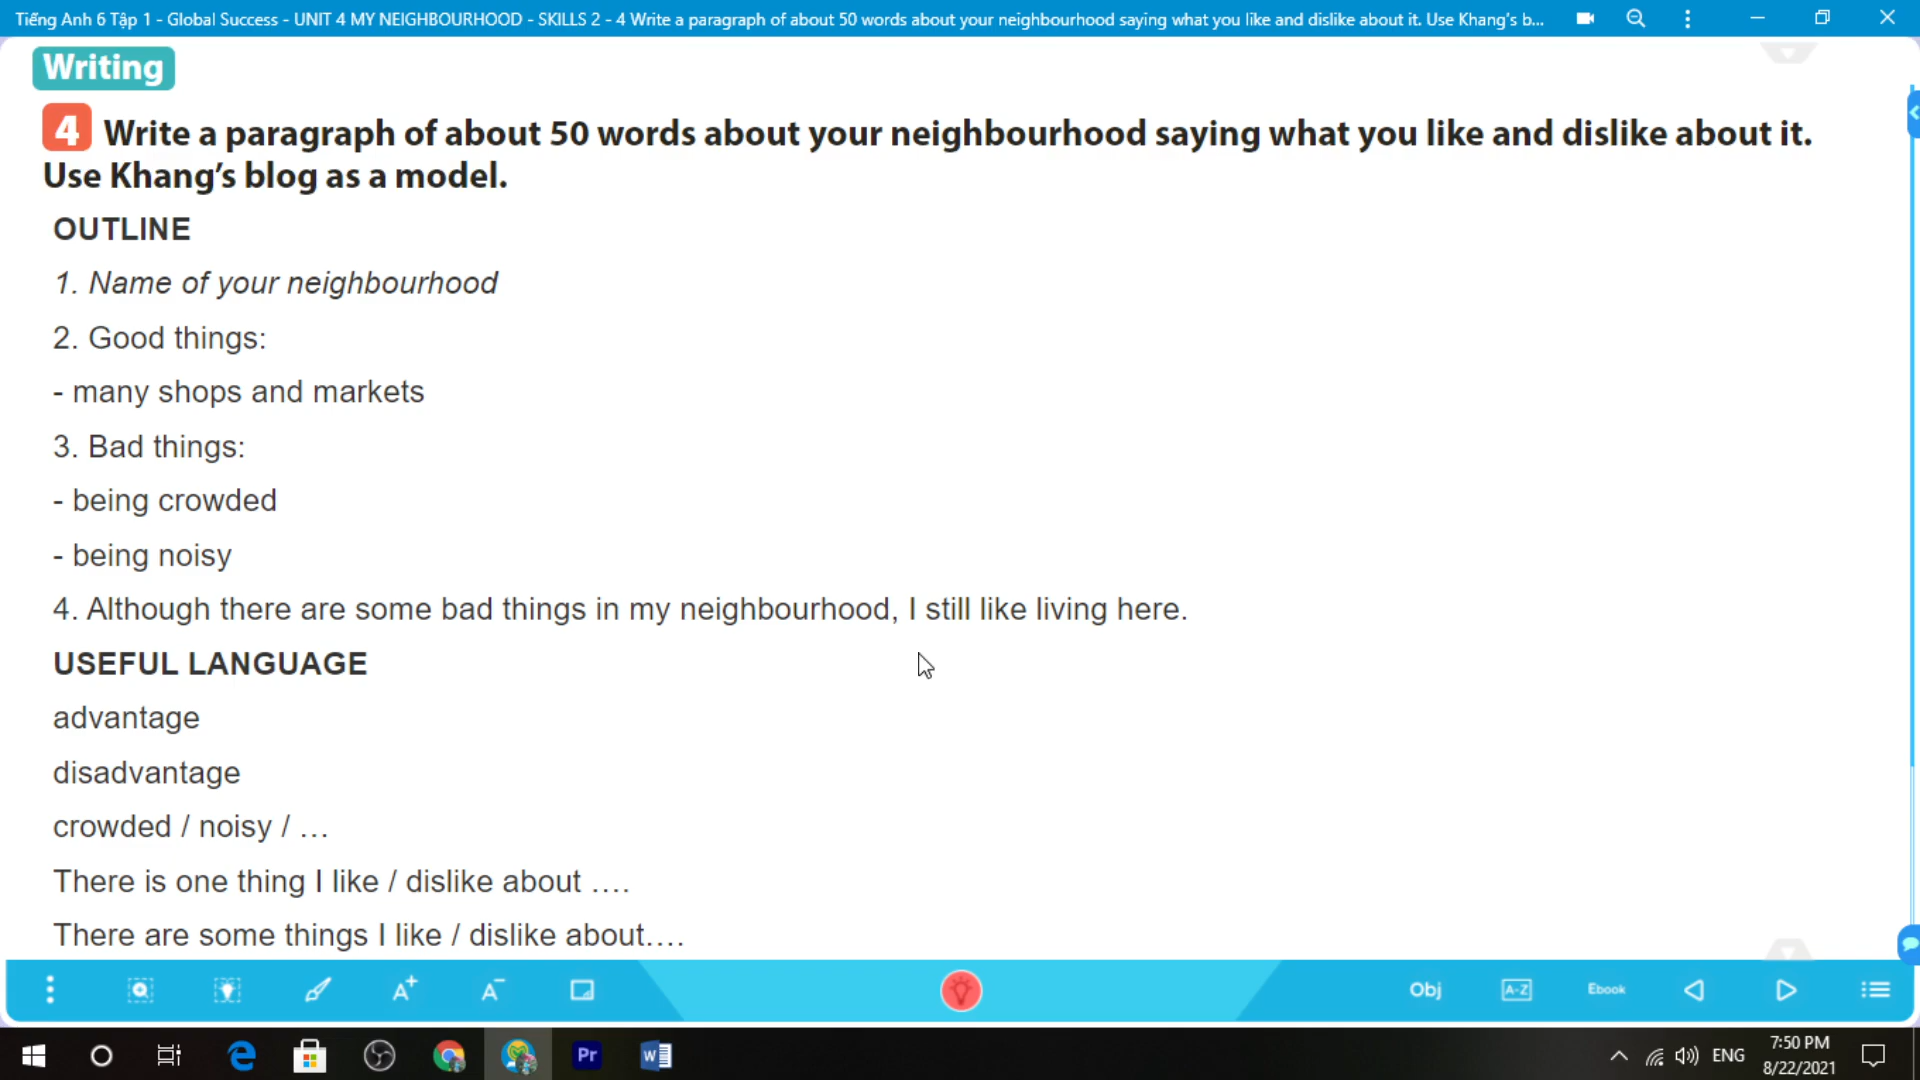 Tiếng Anh 6 Tập 1 - Global Success - UNIT 4 MY NEIGHBOURHOOD - SKILLS 2 - 4 Write a paragraph of about 50 words about your neighbourhood saying what you like and dislike about it. Use Khang's b...
Writing
4 Write a paragraph of about 50 words about your neighbourhood saying what you like and dislike about it.
Use Khang's blog as a model.
OUTLINE
1. Name of your neighbourhood
2. Good things:
- many shops and markets
3. Bad things:
- being crowded
- being noisy
4. Although there are some bad things in my neighbourhood, I still like living here.
USEFUL LANGUAGE
advantage
disadvantage
crowded / noisy / …
There is one thing I like / dislike about ….
There are some things I like / dislike about….
A+ A- Obj A-Z Ebook
Pr W ENG 7:50 PM
8/22/2021